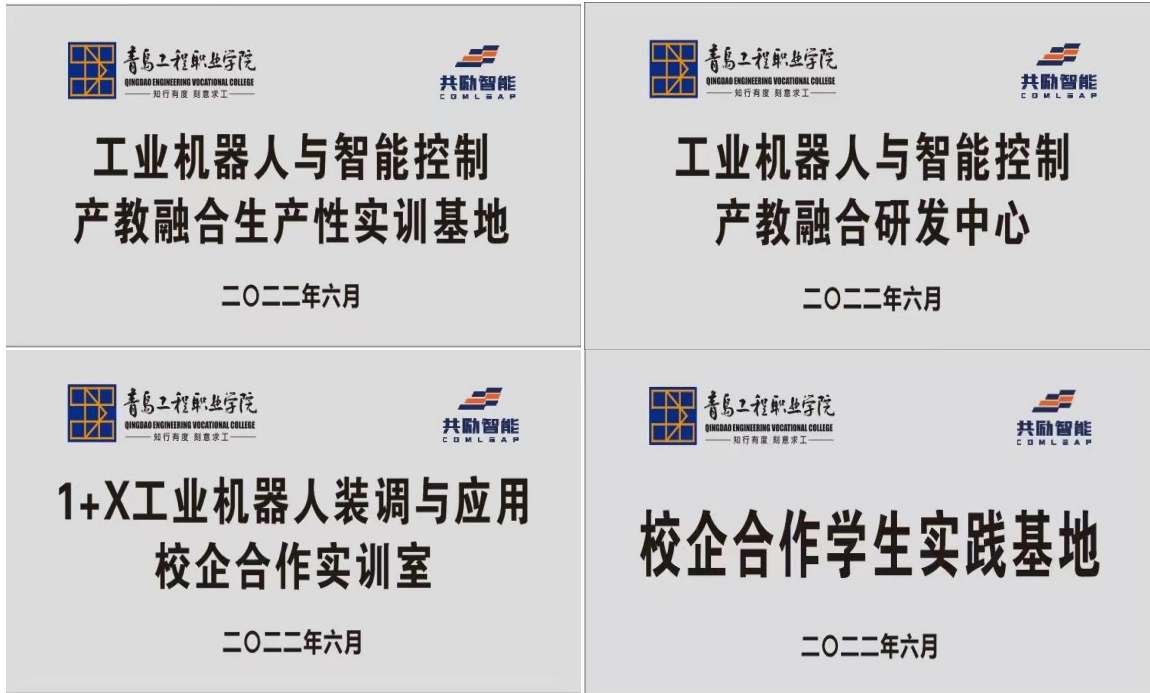 青岛工程职业学院
QINGDAO ENGINEERING VOCATIONAL COLLEGE
知行有度 刻意求工
共励智能
COMLEAP
工业机器人与智能控制
产教融合生产性实训基地
二〇二二年六月
青岛工程职业学院
QINGDAO ENGINEERING VOCATIONAL COLLEGE
知行有度 刻意求工
共励智能
COMLEAP
工业机器人与智能控制
产教融合研发中心
二〇二二年六月
青岛工程职业学院
QINGDAO ENGINEERING VOCATIONAL COLLEGE
知行有度 刻意求工
共励智能
COMLEAP
1+X工业机器人装调与应用
校企合作实训室
二〇二二年六月
青岛工程职业学院
QINGDAO ENGINEERING VOCATIONAL COLLEGE
知行有度 刻意求工
共励智能
COMLEAP
校企合作学生实践基地
二〇二二年六月